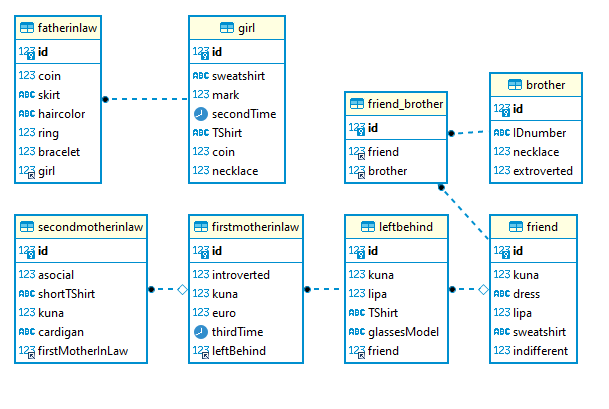 fatherinlaw
123 id
123 coin
ABC skirt
ABC haircolor
123 ring
123 bracelet
123 girl
girl
123 id
ABC sweatshirt
123 mark
secondTime
ABC TShirt
123 coin
123 necklace
friend_brother
123 id
123 friend
123 brother
brother
123 id
ABC IDnumber
123 necklace
123 extroverted
secondmotherinlaw
123 id
123 asocial
ABC shortTShirt
123 kuna
ABC cardigan
123 firstMotherInLaw
firstmotherinlaw
123 id
123 introverted
123 kuna
123 euro
thirdTime
123 leftBehind
leftbehind
123 id
123 kuna
123 lipa
ABC TShirt
ABC glassesModel
123 friend
friend
123 id
123 kuna
ABC dress
123 lipa
ABC sweatshirt
123 indifferent